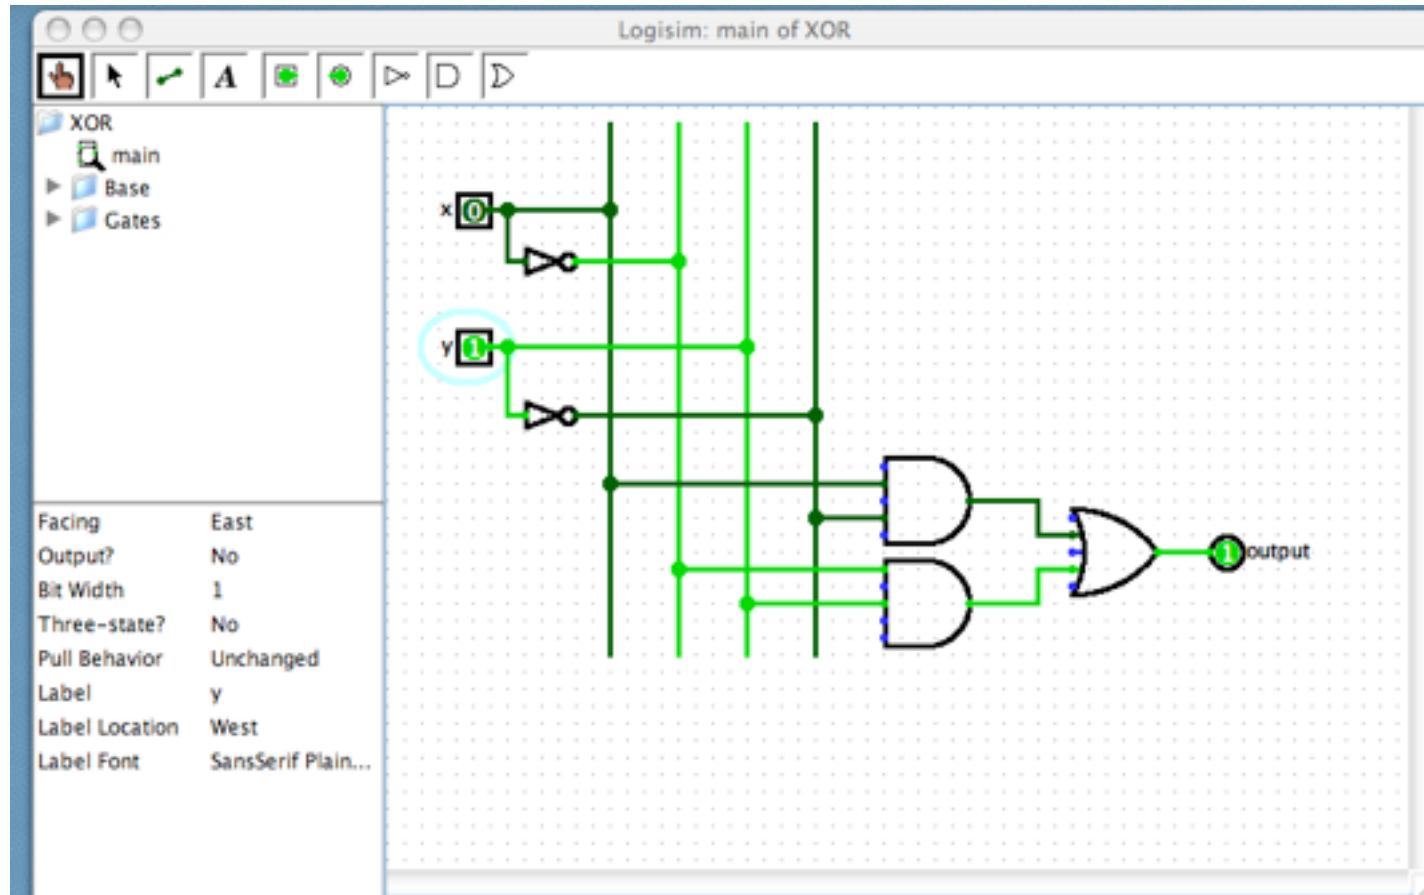 Logisim: main of XOR
A
XOR
main
Base
Gates
x 0
y 1
1 output
Facing East
Output? No
Bit Width 1
Three-state? No
Pull Behavior Unchanged
Label y
Label Location West
Label Font SansSerif Plain...